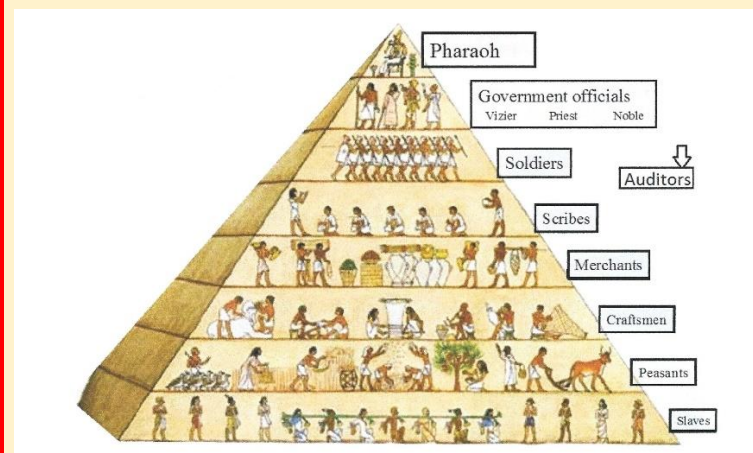 Pharaoh
Government officials
Vizier Priest Noble
Soldiers
Auditors
Scribes
Merchants
Craftsmen
Peasants
Slaves